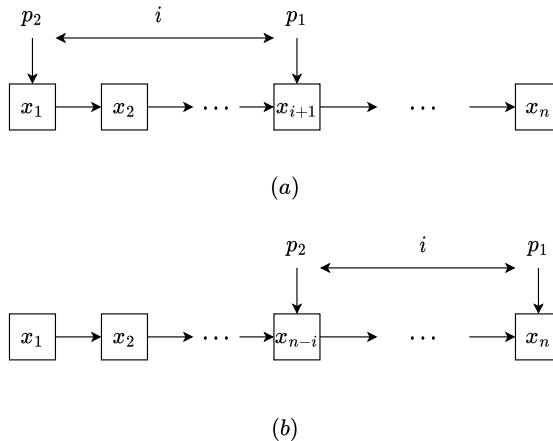 p₂ i p₁
x₁ x₂ ⋯ xᵢ₊₁ ⋯ xₙ
(a)
p₂ i p₁
x₁ x₂ ⋯ xₙ₋ᵢ ⋯ xₙ
(b)